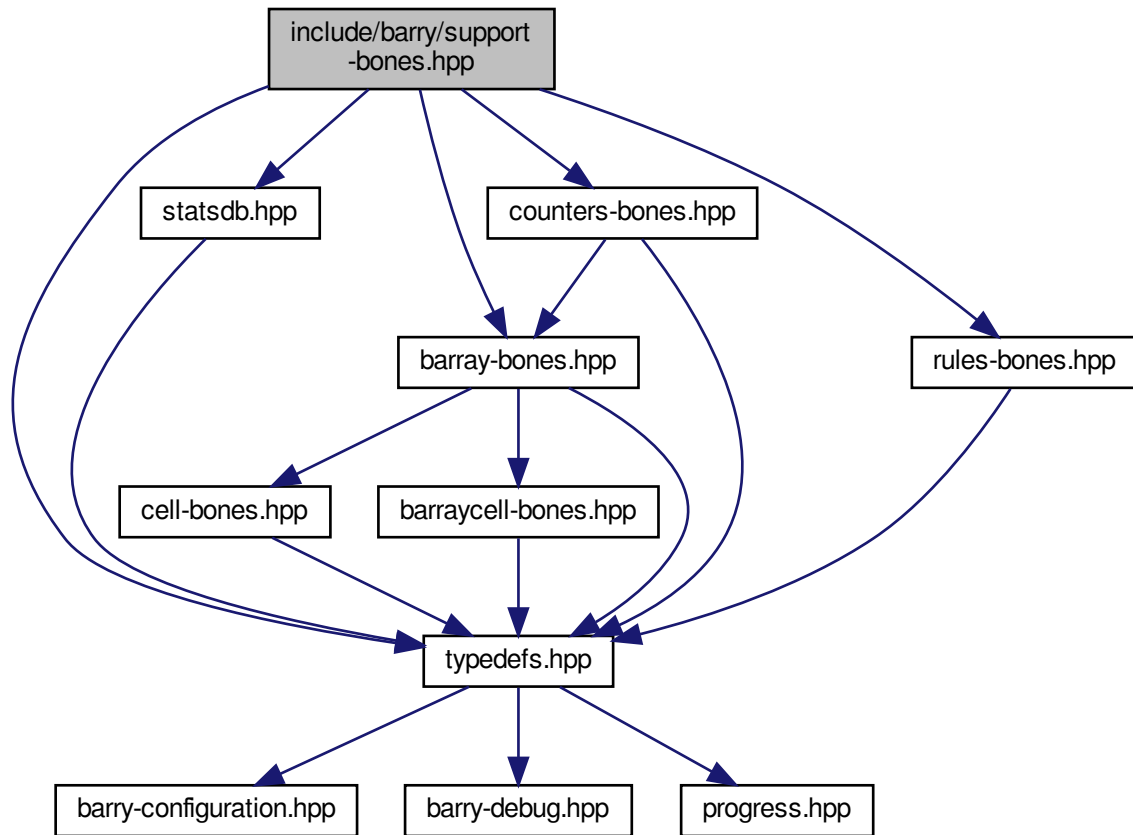 include/barry/support
-bones.hpp
statsdb.hpp
counters-bones.hpp
barray-bones.hpp
rules-bones.hpp
cell-bones.hpp
barraycell-bones.hpp
typedefs.hpp
barry-configuration.hpp
barry-debug.hpp
progress.hpp